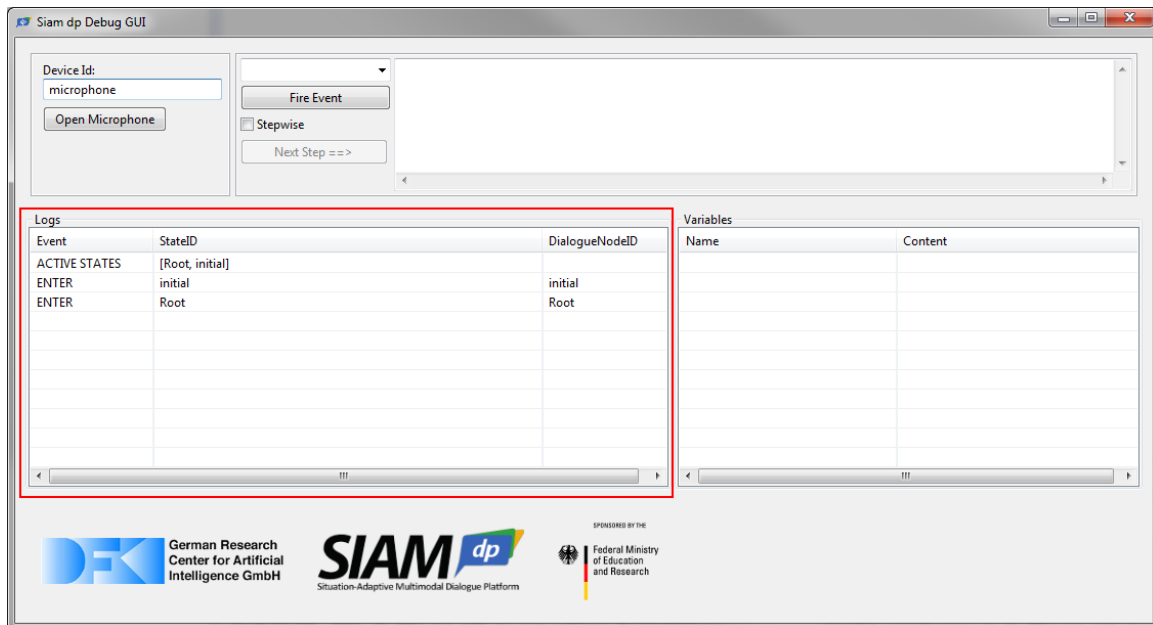 Siam dp Debug GUI
Device Id:
microphone
Open Microphone
Fire Event
Stepwise
Next Step ==>
Logs
Event StateID DialogueNodeID
ACTIVE STATES [Root, initial]
ENTER initial initial
ENTER Root Root
Variables
Name Content
DFKI
German Research
Center for Artificial
Intelligence GmbH
SIAM dp
Situation-Adaptive Multimodal Dialogue Platform
SPONSORED BY THE
Federal Ministry
of Education
and Research